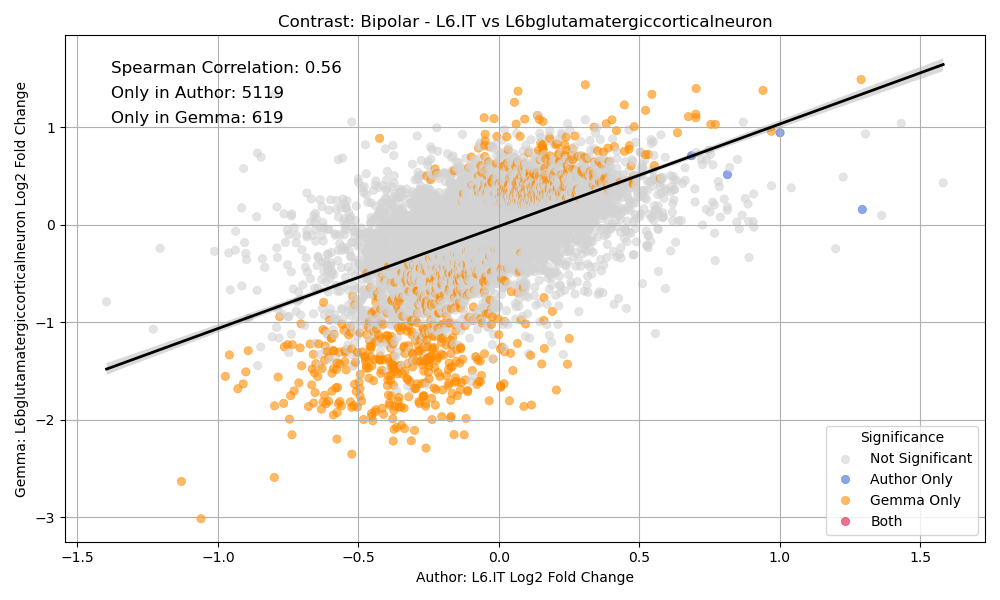 Contrast: Bipolar - L6.IT vs L6bglutamatergiccorticalneuron
Spearman Correlation: 0.56
Only in Author: 5119
Only in Gemma: 619
Gemma: L6bglutamatergiccorticalneuron Log2 Fold Change
1
0
−1
−2
−3
Significance
Not Significant
Author Only
Gemma Only
Both
−1.5 −1.0 −0.5 0.0 0.5 1.0 1.5
Author: L6.IT Log2 Fold Change